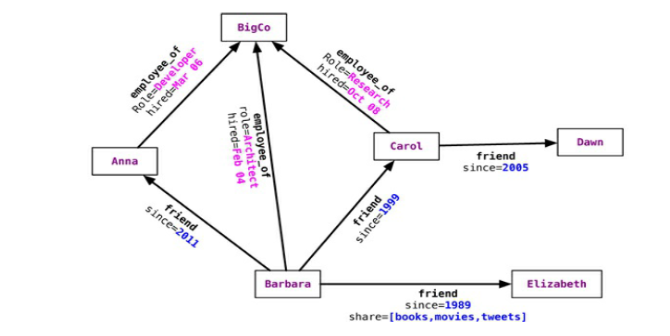 BigCo
employee_of
Role=Developer
hired=Mar 06
employee_of
role=Architect
hired=Feb 04
employee_of
Role=Research
hired=Oct 08
Anna
Carol
Dawn
friend
since=2005
friend
since=2011
friend
since=1999
Barbara
Elizabeth
friend
since=1989
share=[books,movies,tweets]